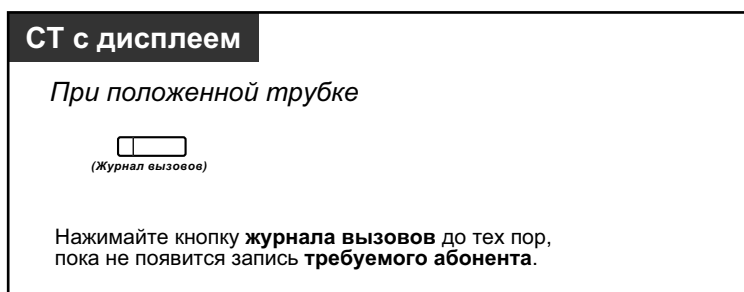 СТ с дисплеем
При положенной трубке
(Журнал вызовов)
Нажимайте кнопку журнала вызовов до тех пор,
пока не появится запись требуемого абонента.